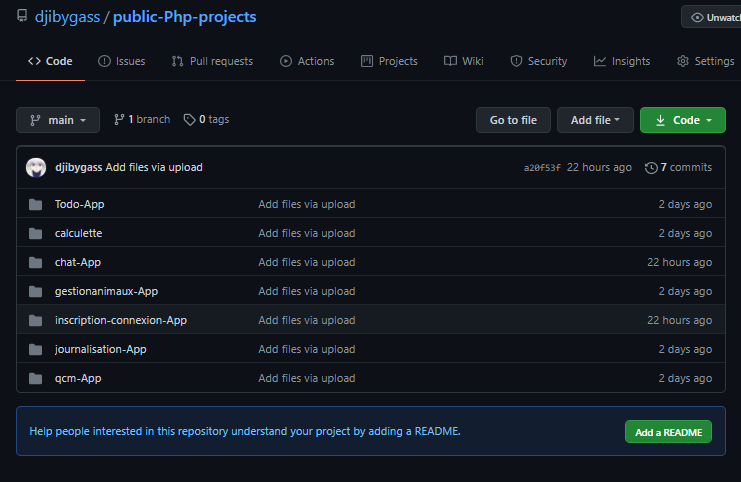 djibygass / public-Php-projects
Unwatch
Code Issues Pull requests Actions Projects Wiki Security Insights Settings
main 1 branch 0 tags Go to file Add file Code
djibygass Add files via upload a20f53f 22 hours ago 7 commits
Todo-App Add files via upload 2 days ago
calculette Add files via upload 2 days ago
chat-App Add files via upload 22 hours ago
gestionanimaux-App Add files via upload 2 days ago
inscription-connexion-App Add files via upload 22 hours ago
journalisation-App Add files via upload 2 days ago
qcm-App Add files via upload 2 days ago
Help people interested in this repository understand your project by adding a README. Add a README